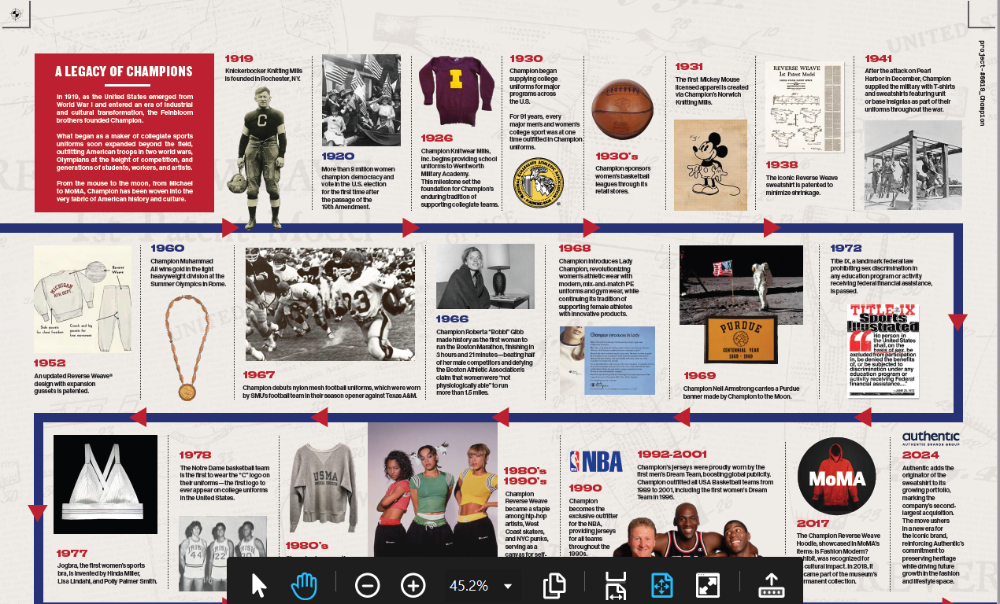 project-#8018_Champion
A LEGACY OF CHAMPIONS
In 1919, as the United States emerged from
World War I and entered an era of industrial
and cultural transformation, the Feinbloom
brothers founded Champion.
What began as a maker of collegiate sports
uniforms soon expanded beyond the field,
outfitting American troops in two world wars,
Olympians at the height of competition, and
generations of students, workers, and artists.
From the mouse to the moon, from Michael
to MoMA, Champion has been woven into the
very fabric of American history and culture.
1919
Knickerbocker Knitting Mills
is founded in Rochester, NY.
C
1920
More than 8 million women
champion democracy and
vote in the U.S. election
for the first time after
the passage of the
19th Amendment.
I
1926
Champion Knitwear Mills,
Inc. begins providing school
uniforms to Wentworth
Military Academy.
This milestone set the
foundation for Champion's
enduring tradition of
supporting collegiate teams.
1930
Champion began
supplying college
uniforms for major
programs across
the U.S.
For 91 years, every
major men's and women's
college sport was at one
time outfitted in Champion
uniforms.
1930's
Champion sponsors
women's basketball
leagues through its
retail stores.
1931
The first Mickey Mouse
licensed apparel is created
via Champion's Norwich
Knitting Mills.
REVERSE WEAVE
1st Patent Model
1938
The iconic Reverse Weave
sweatshirt is patented to
minimize shrinkage.
1941
After the attack on Pearl
Harbor in December, Champion
supplied the military with T-shirts
and sweatshirts featuring unit
or base insignias as part of their
uniforms throughout the war.
Reverse
Weave
MICHIGAN
ATH. DEPT.
Side gussets
for chest freedom
Crotch and leg
gussets for
free movement
1952
An updated Reverse Weave®
design with expansion
gussets is patented.
1960
Champion Muhammad
Ali wins gold in the light
heavyweight division at the
Summer Olympics in Rome.
1967
Champion debuts nylon mesh football uniforms, which were worn
by SMU's football team in their season opener against Texas A&M.
1966
Champion Roberta "Bobbi" Gibb
made history as the first woman to
run the Boston Marathon, finishing in
3 hours and 21 minutes—beating half
of her male competitors and defying
the Boston Athletic Association's
claim that women were "not
physiologically able" to run
more than 1.5 miles.
1968
Champion introduces Lady
Champion, revolutionizing
women's athletic wear with
modern, mix-and-match PE
uniforms and gym wear, while
continuing its tradition of
supporting female athletes
with innovative products.
Champion introduces its Lady
PURDUE
CENTENNIAL YEAR
1869 - 1969
1969
Champion Neil Armstrong carries a Purdue
banner made by Champion to the Moon.
1972
Title IX, a landmark federal law
prohibiting sex discrimination in
any education program or activity
receiving federal financial assistance,
is passed.
TITLE IX
Sports
Illustrated
No person in
the United States
shall, on the
basis of sex, be
excluded from participation
in, be denied the benefits
of, or be subjected to
discrimination under any
education program or
activity receiving Federal
financial assistance..."
—JUNE 23, 1972
1977
Jogbra, the first women's sports
bra, is invented by Hinda Miller,
Lisa Lindahl, and Polly Palmer Smith.
1978
The Notre Dame basketball team
is the first to wear the "C" logo on
their uniforms—the first logo to
ever appear on college uniforms
in the United States.
IRISH
44
IRISH
22
IRISH
USMA
1980's
1980's
1990's
Champion
Reverse Weave
became a staple
among hip-hop
artists, West
Coast skaters,
and NYC punks,
serving as a
canvas for self-
NBA
1990
Champion
becomes the
exclusive outfitter
for the NBA,
providing jerseys
for all teams
throughout the
1990s.
1992-2001
Champion's jerseys were proudly worn by the
first men's Dream Team, boosting global publicity.
Champion outfitted all USA Basketball teams from
1989 to 2001, including the first women's Dream
Team in 1996.
MoMA
2017
The Champion Reverse Weave
Hoodie, showcased in MoMA's
Items: Is Fashion Modern?
hibit, was recognized for
cultural impact. In 2018, it
came part of the museum's
rmanent collection.
authentic
AUTHENTIC BRANDS GROUP
2024
Authentic adds the
originator of the
sweatshirt to its
growing portfolio,
marking the
company's second-
largest acquisition.
The move ushers
in a new era for
the iconic brand,
reinforcing Authentic's
commitment to
preserving heritage
while driving future
growth in the fashion
and lifestyle space.
45.2%